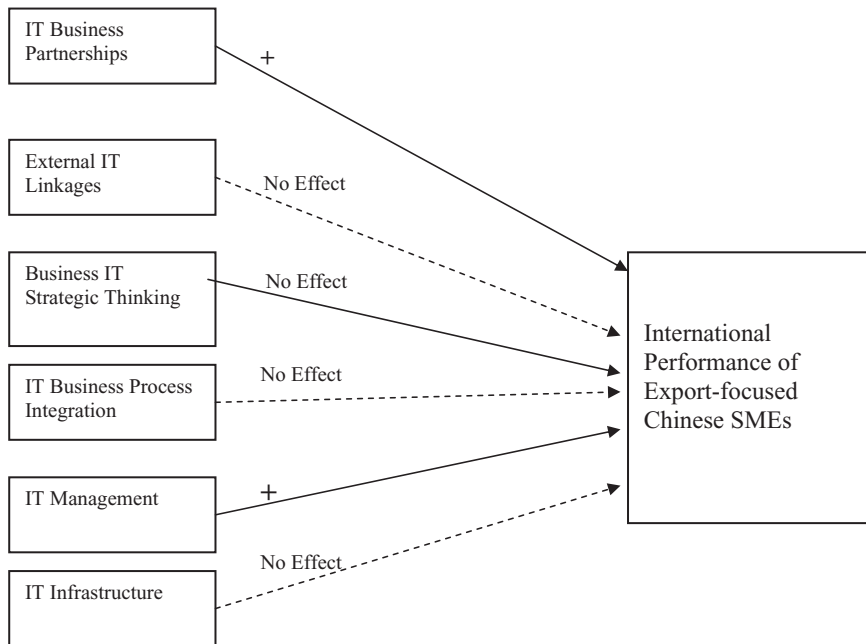 IT Business
Partnerships
+
External IT
Linkages
No Effect
Business IT
Strategic Thinking
No Effect
IT Business Process
Integration
No Effect
IT Management
+
IT Infrastructure
No Effect
International
Performance of
Export-focused
Chinese SMEs